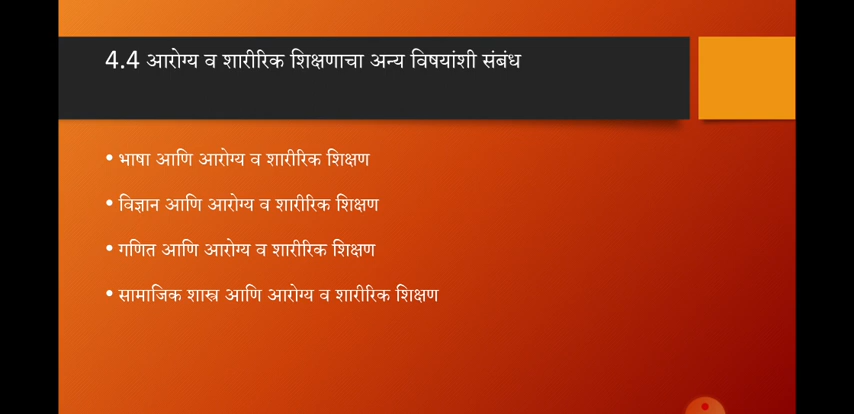 4.4 आरोग्य व शारीरिक शिक्षणाचा अन्य विषयांशी संबंध
• भाषा आणि आरोग्य व शारीरिक शिक्षण
• विज्ञान आणि आरोग्य व शारीरिक शिक्षण
• गणित आणि आरोग्य व शारीरिक शिक्षण
• सामाजिक शास्त्र आणि आरोग्य व शारीरिक शिक्षण